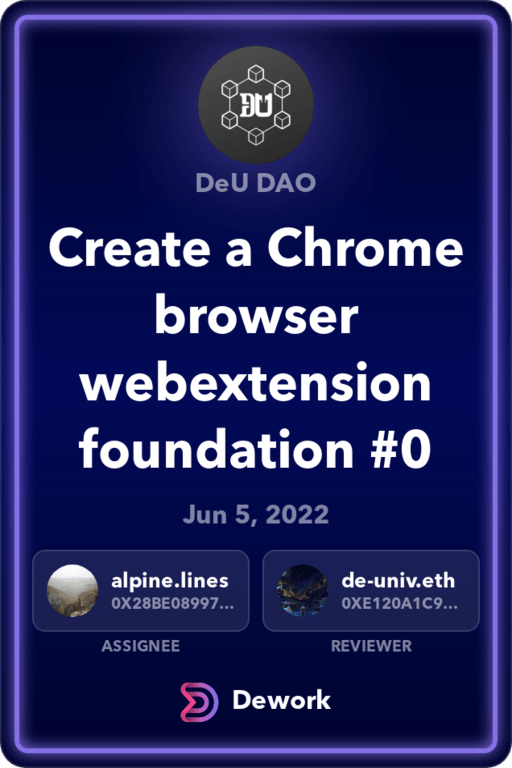 DU
DeU DAO
Create a Chrome
browser
webextension
foundation #0
Jun 5, 2022
alpine.lines
0X28BE08997...
de-univ.eth
0XE120A1C9...
ASSIGNEE
REVIEWER
Dework